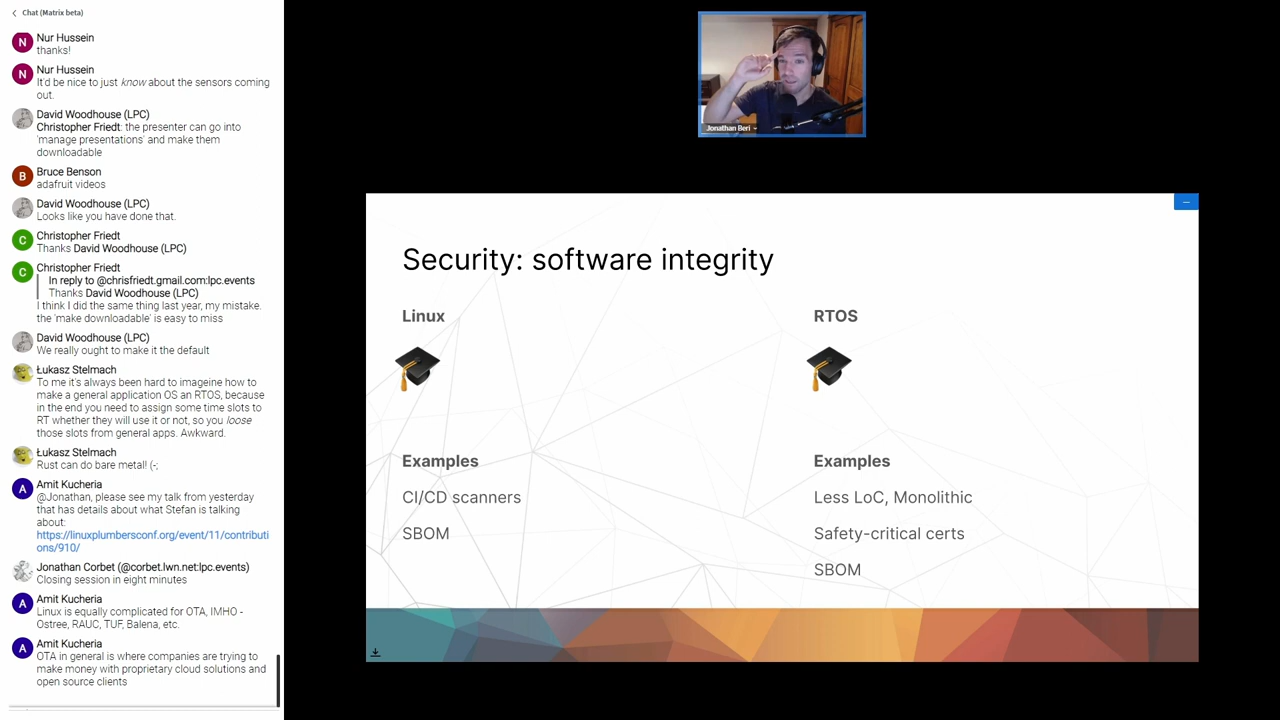 Chat (Matrix beta)
Nur Hussein
thanks!
Nur Hussein
It'd be nice to just know about the sensors coming
out.
David Woodhouse (LPC)
Christopher Friedt: the presenter can go into
'manage presentations' and make them
downloadable
Bruce Benson
adafruit videos
David Woodhouse (LPC)
Looks like you have done that.
Christopher Friedt
Thanks David Woodhouse (LPC)
Christopher Friedt
In reply to @chrisfriedt.gmail.com:lpc.events
Thanks David Woodhouse (LPC)
I think I did the same thing last year, my mistake.
the 'make downloadable' is easy to miss
David Woodhouse (LPC)
We really ought to make it the default
Łukasz Stelmach
To me it's always been hard to imageine how to
make a general application OS an RTOS, because
in the end you need to assign some time slots to
RT whether they will use it or not, so you loose
those slots from general apps. Awkward.
Łukasz Stelmach
Rust can do bare metal! (-;
Amit Kucheria
@Jonathan, please see my talk from yesterday
that has details about what Stefan is talking
about:
https://linuxplumbersconf.org/event/11/contributi
ons/910/
Jonathan Corbet (@corbet.lwn.net:lpc.events)
Closing session in eight minutes
Amit Kucheria
Linux is equally complicated for OTA, IMHO -
Ostree, RAUC, TUF, Balena, etc.
Amit Kucheria
OTA in general is where companies are trying to
make money with proprietary cloud solutions and
open source clients
Jonathan Beri
Security: software integrity
Linux
Examples
CI/CD scanners
SBOM
RTOS
Examples
Less LoC, Monolithic
Safety-critical certs
SBOM